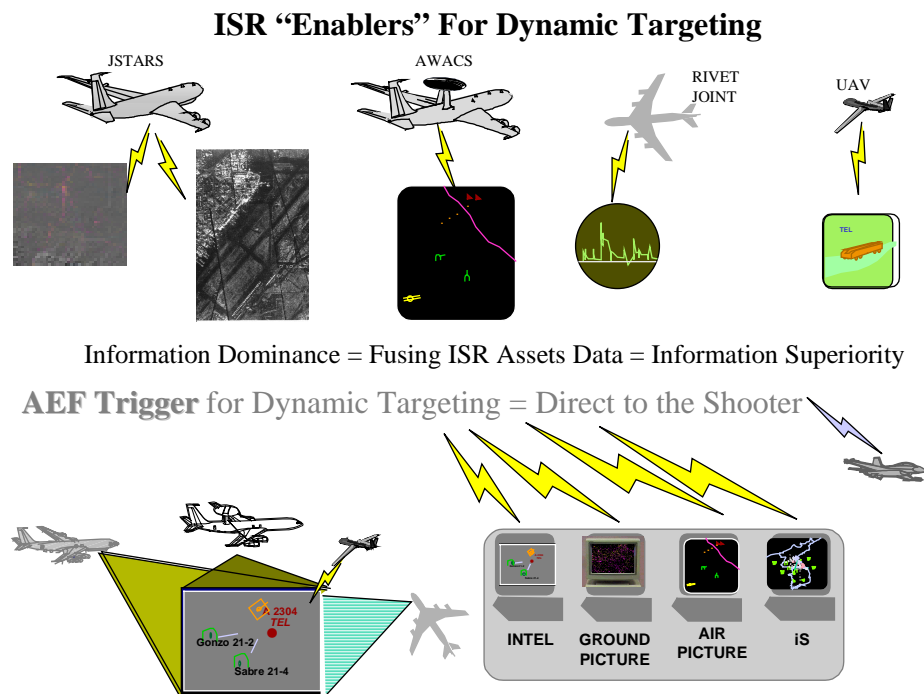 ISR “Enablers” For Dynamic Targeting
JSTARS
AWACS
RIVET
JOINT
UAV
TEL
Information Dominance = Fusing ISR Assets Data = Information Superiority
AEF Trigger for Dynamic Targeting = Direct to the Shooter
A 2304
TEL
Gonzo 21-2
Sabre 21-4
INTEL
GROUND
PICTURE
AIR
PICTURE
iS